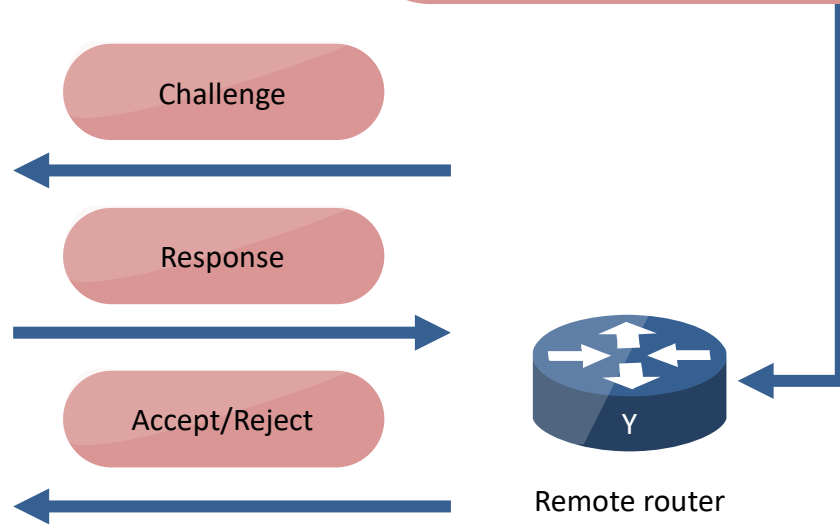 Challenge
Response
Accept/Reject
Y
Remote router